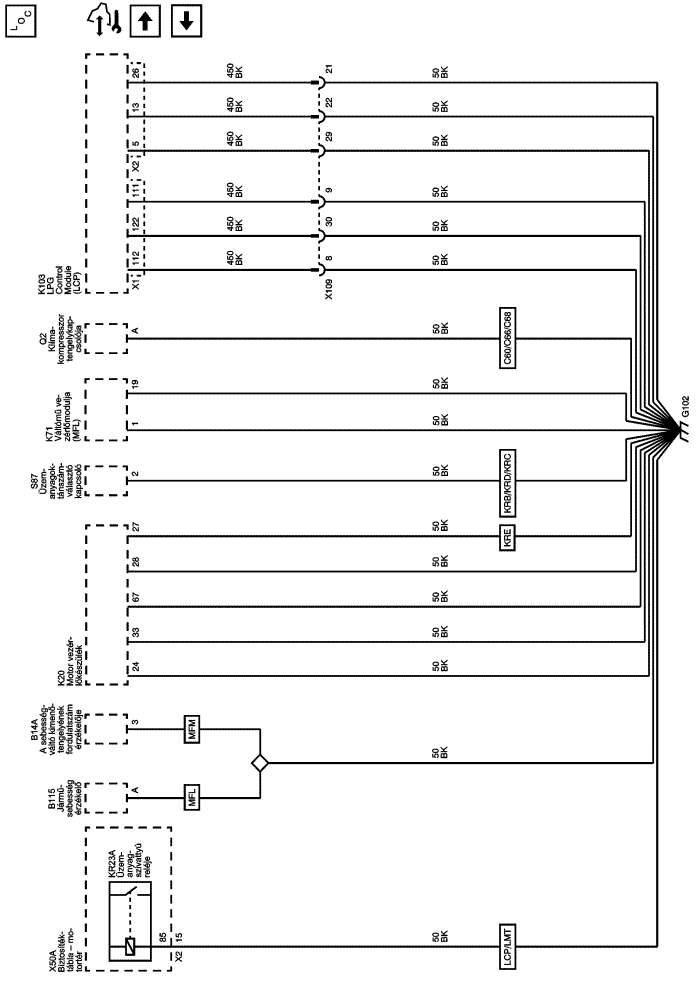 LOC
K103
LPG
Control
Module
(LCP)
26
13
5
X2
111
122
112
X1
450
BK
450
BK
450
BK
450
BK
450
BK
450
BK
21
22
29
9
30
8
X109
50
BK
50
BK
50
BK
50
BK
50
BK
50
BK
Q2
Klíma-
kompresszor
tengelykap-
csolója
A
50
BK
C60/C66/C68
K71
Váltómű ve-
zérlőmodulja
(MFL)
19
1
50
BK
50
BK
G102
S87
Üzem-
anyagok-
tánszám-
választó
kapcsoló
2
50
BK
KRB/KRD/KRC
K20
Motor vezér-
lőkészülék
27
28
67
33
24
50
BK
50
BK
50
BK
50
BK
50
BK
KRE
B14A
A sebesség-
váltó kimenő-
tengelyének
fordulatszám
érzékelője
3
MFM
B115
Jármű-
sebesség
érzékelő
A
MFL
50
BK
X50A
Biztosíték-
tábla – mo-
tortér
KR23A
Üzem-
anyag-
szivattyú
reléje
85
15
X2
50
BK
LCP/LMT